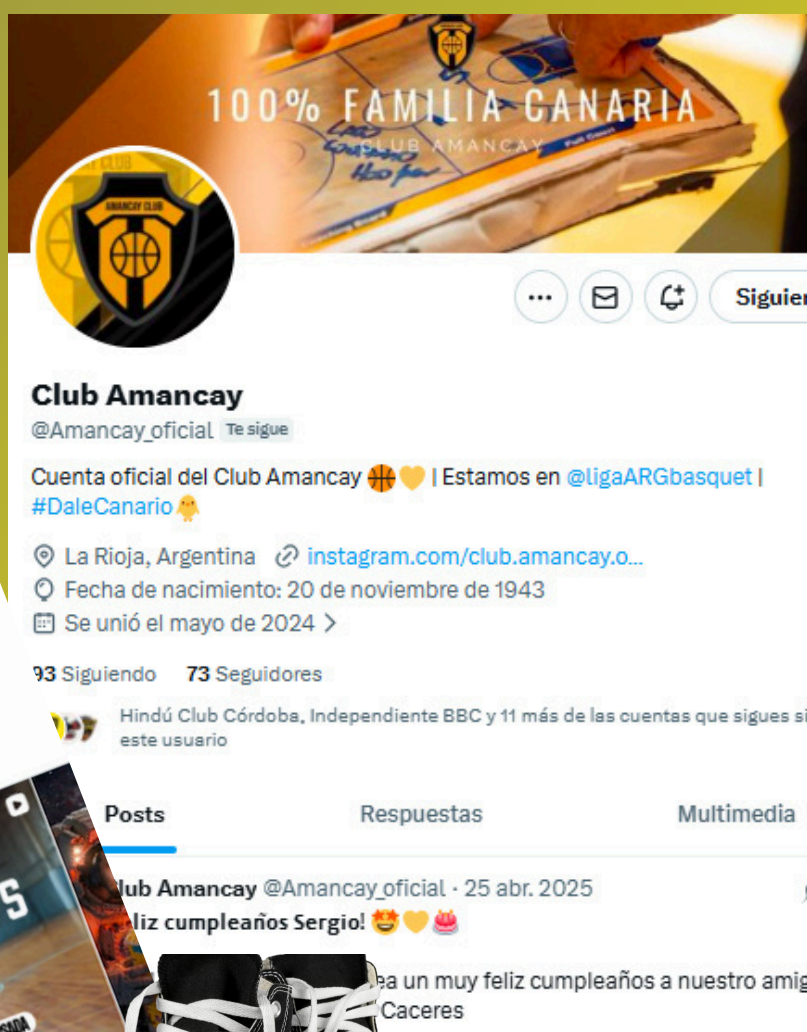 100% FAMILIA CANARIA
CLUB AMANCAY
AMANCAY CLUB
Club Amancay
@Amancay_oficial Te sigue
Cuenta oficial del Club Amancay 🏀💛 | Estamos en @ligaARGbasquet |
#DaleCanario🐥
La Rioja, Argentina instagram.com/club.amancay.o...
Fecha de nacimiento: 20 de noviembre de 1943
Se unió el mayo de 2024
93 Siguiendo 73 Seguidores
Hindú Club Córdoba, Independiente BBC y 11 más de las cuentas que sigues
este usuario
Posts Respuestas Multimedia
Amancay @Amancay_oficial · 25 abr. 2025
liz cumpleaños Sergio! 🤩💛🎂
ea un muy feliz cumpleaños a nuestro amig
Caceres